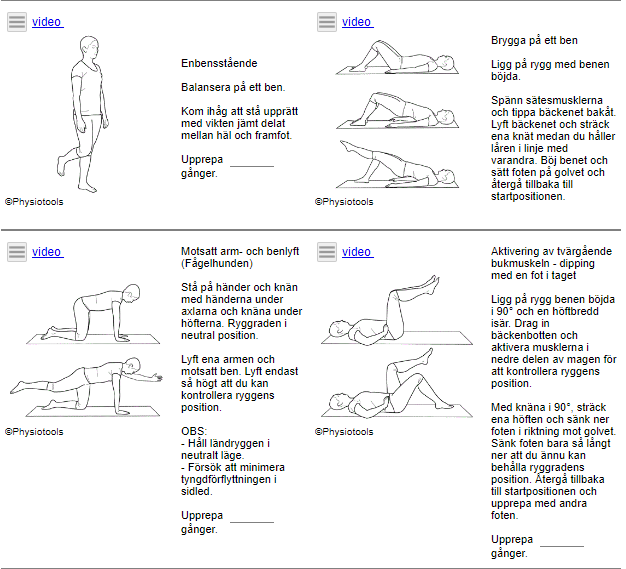 video
Enbensstående
Balansera på ett ben.
Kom ihåg att stå upprätt
med vikten jämt delat
mellan häl och framfot.
Upprepa ________
gånger.
©Physiotools
video
Brygga på ett ben
Ligg på rygg med benen
böjda.
Spänn sätesmusklerna
och tippa bäckenet bakåt.
Lyft bäckenet och sträck
ena knät medan du håller
låren i linje med
varandra. Böj benet och
sätt foten på golvet och
återgå tillbaka till
startpositionen.
©Physiotools
video
Motsatt arm- och benlyft
(Fågelhunden)
Stå på händer och knän
med händerna under
axlarna och knäna under
höfterna. Ryggraden i
neutral position.
Lyft ena armen och
motsatt ben. Lyft endast
så högt att du kan
kontrollera ryggens
position.
OBS:
- Håll ländryggen i
neutralt läge.
- Försök att minimera
tyngdförflyttningen i
sidled.
Upprepa ________
gånger.
©Physiotools
video
Aktivering av tvärgående
bukmuskeln - dipping
med en fot i taget
Ligg på rygg benen böjda
i 90° och en höftbredd
isär. Drag in
bäckenbotten och
aktivera musklerna i
nedre delen av magen för
att kontrollera ryggens
position.
Med knäna i 90°, sträck
ena höften och sänk ner
foten i riktning mot golvet.
Sänk foten bara så långt
ner att du ännu kan
behålla ryggradens
position. Återgå tillbaka
till startpositionen och
upprepa med andra
foten.
Upprepa ________
gånger.
©Physiotools